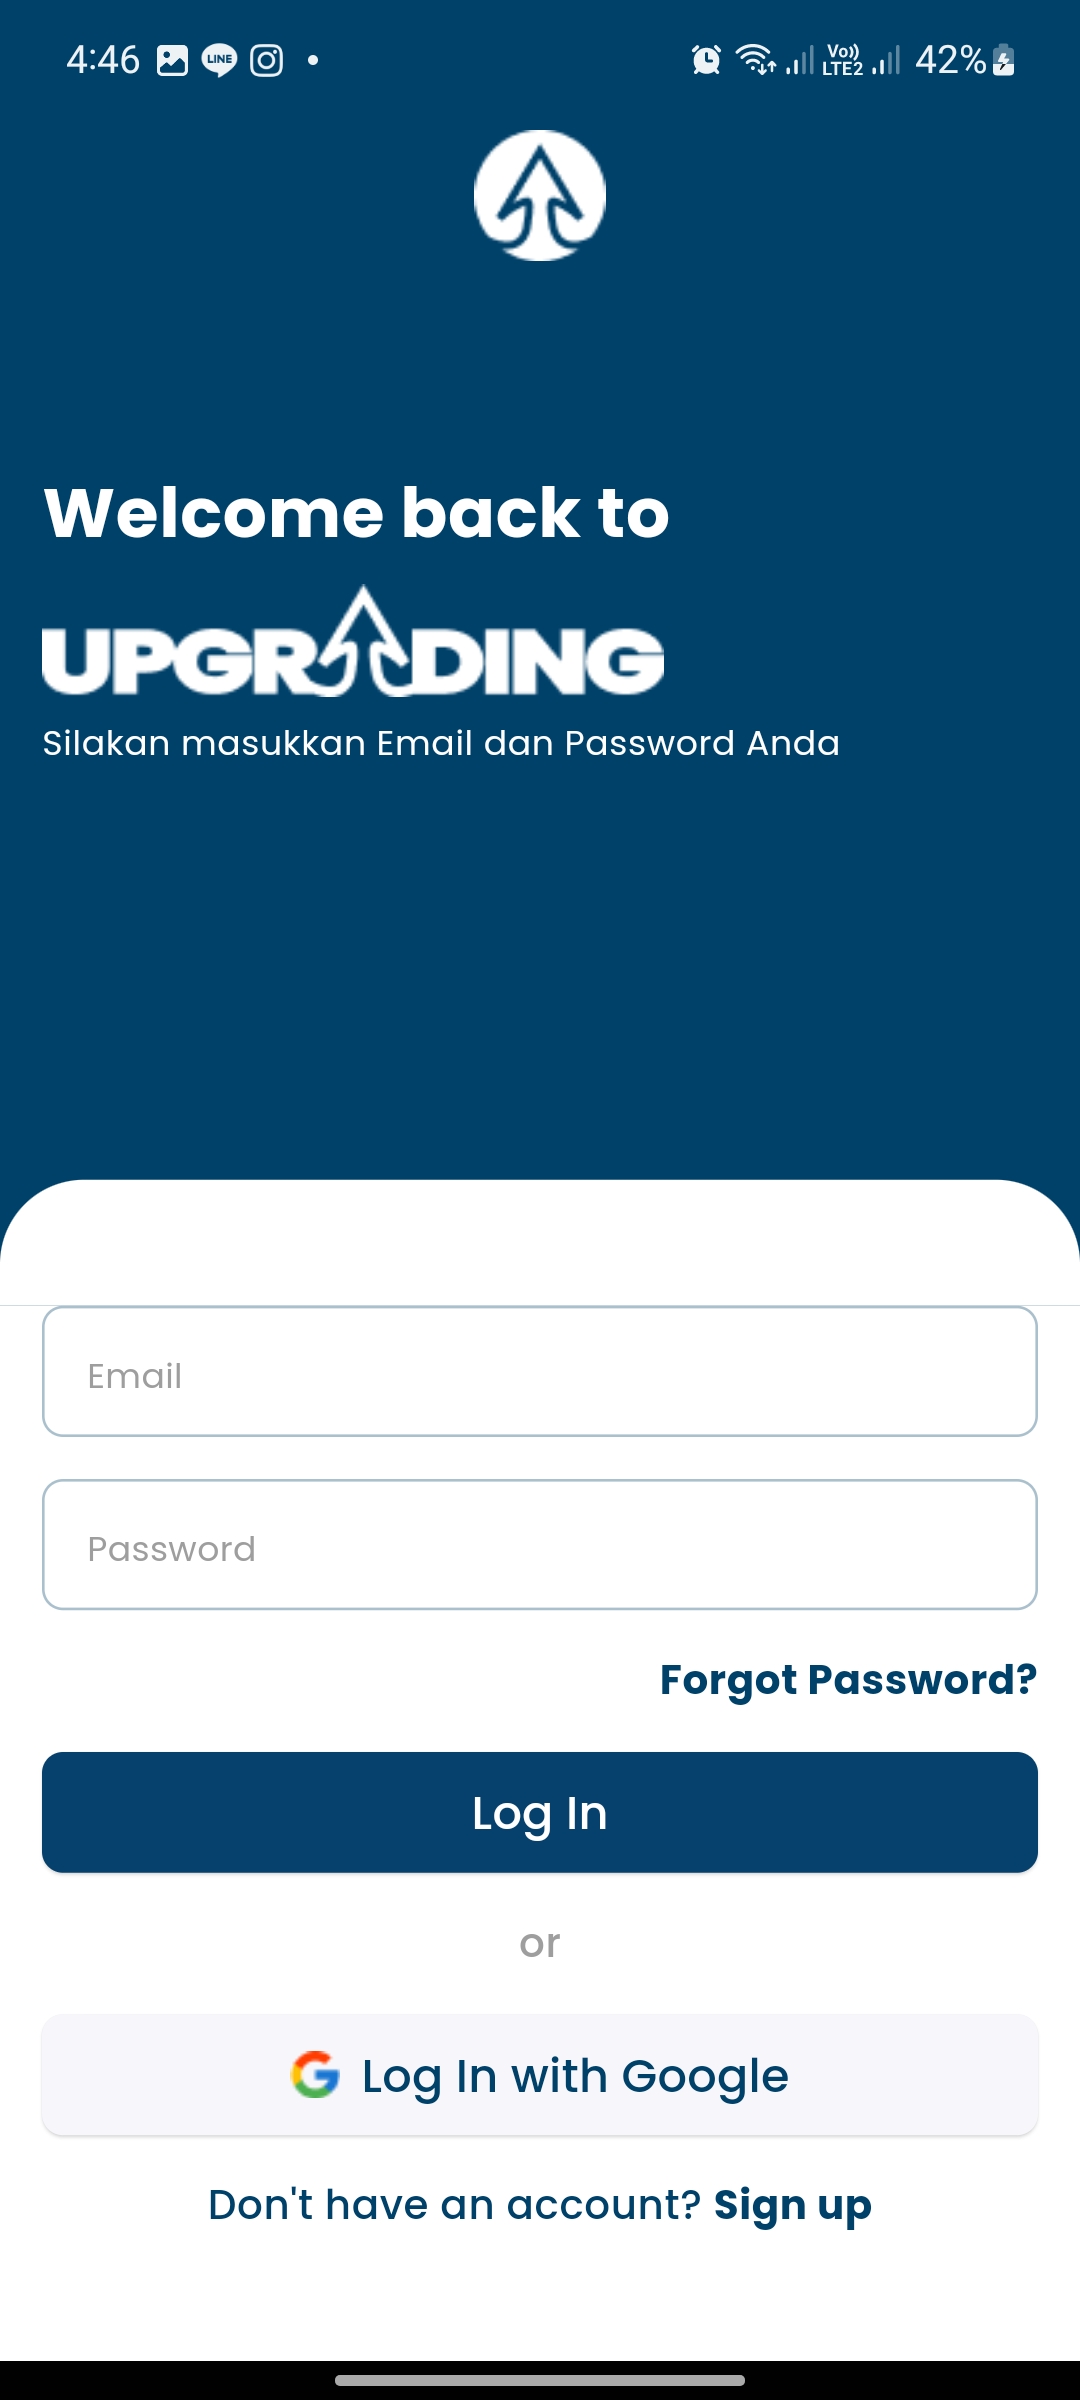 4:46 LINE Vo)) LTE2 42%
Welcome back to
UPGRADING
Silakan masukkan Email dan Password Anda
Email
Password
Forgot Password?
Log In
or
Log In with Google
Don't have an account? Sign up